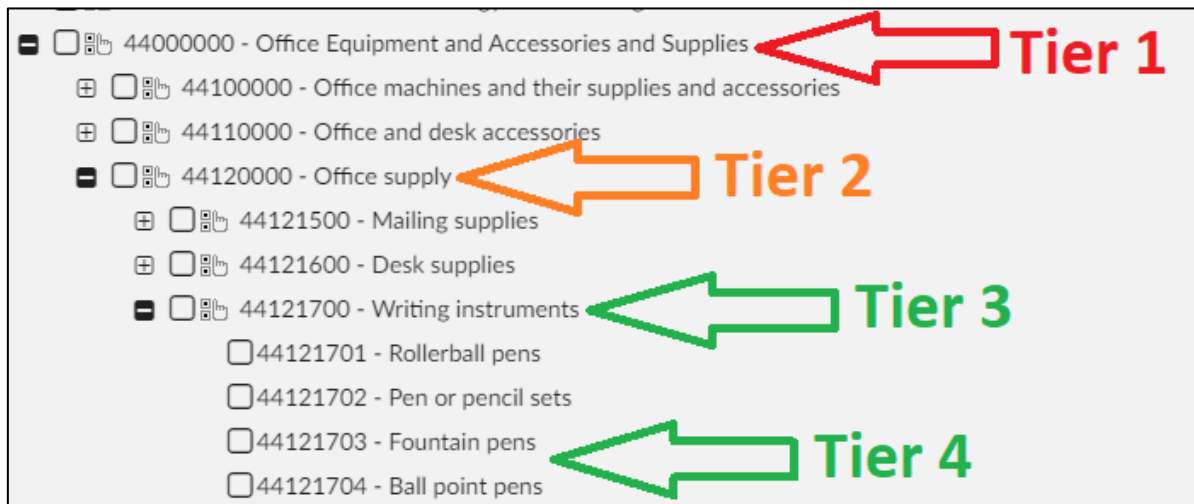 44000000 - Office Equipment and Accessories and Supplies
Tier 1
44100000 - Office machines and their supplies and accessories
44110000 - Office and desk accessories
44120000 - Office supply
Tier 2
44121500 - Mailing supplies
44121600 - Desk supplies
44121700 - Writing instruments
Tier 3
44121701 - Rollerball pens
44121702 - Pen or pencil sets
44121703 - Fountain pens
Tier 4
44121704 - Ball point pens